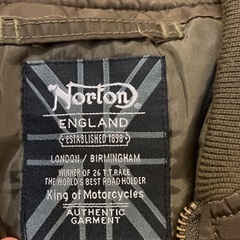 Norton
ENGLAND
ESTABLISHED 1898
LONDON / BIRMINGHAM
WINNER OF 26 T.T.RACE
THE WORLD'S BEST ROAD HOLDER
King of Motorcycles
AUTHENTIC
GARMENT